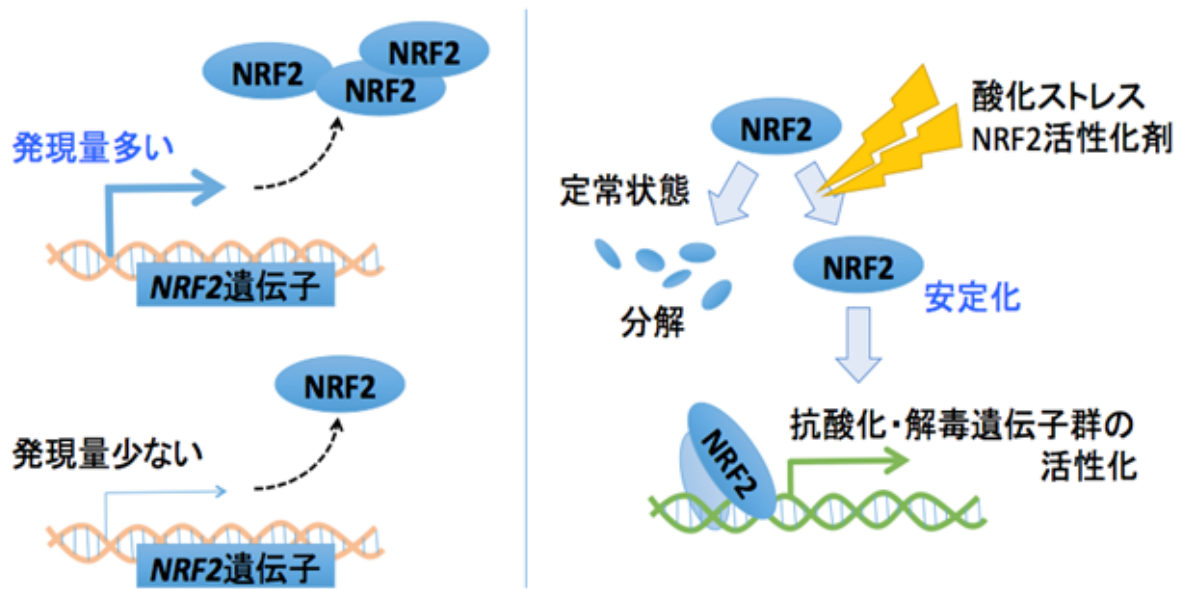 NRF2
NRF2
NRF2
発現量多い
NRF2遺伝子
NRF2
発現量少ない
NRF2遺伝子
NRF2
酸化ストレス
NRF2活性化剤
定常状態
分解
NRF2
安定化
抗酸化・解毒遺伝子群の
活性化
NRF2